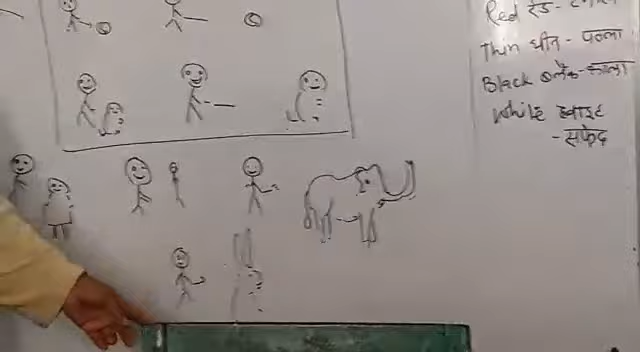 Red रेड -
Thin थीन - पतला
Black ब्लैक - काला
White व्हाइट
- सफेद